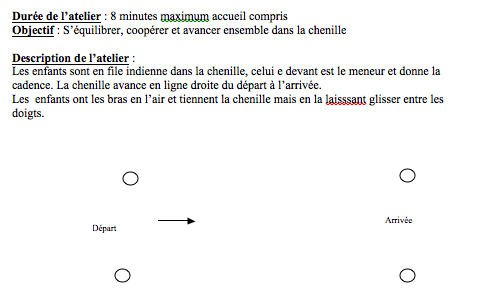 Durée de l'atelier : 8 minutes maximum accueil compris
Objectif : S'équilibrer, coopérer et avancer ensemble dans la chenille
Description de l'atelier :
Les enfants sont en file indienne dans la chenille, celui e devant est le meneur et donne la
cadence. La chenille avance en ligne droite du départ à l'arrivée.
Les  enfants ont les bras en l'air et tiennent la chenille mais en la laisssant glisser entre les
doigts.
Arrivée
Départ